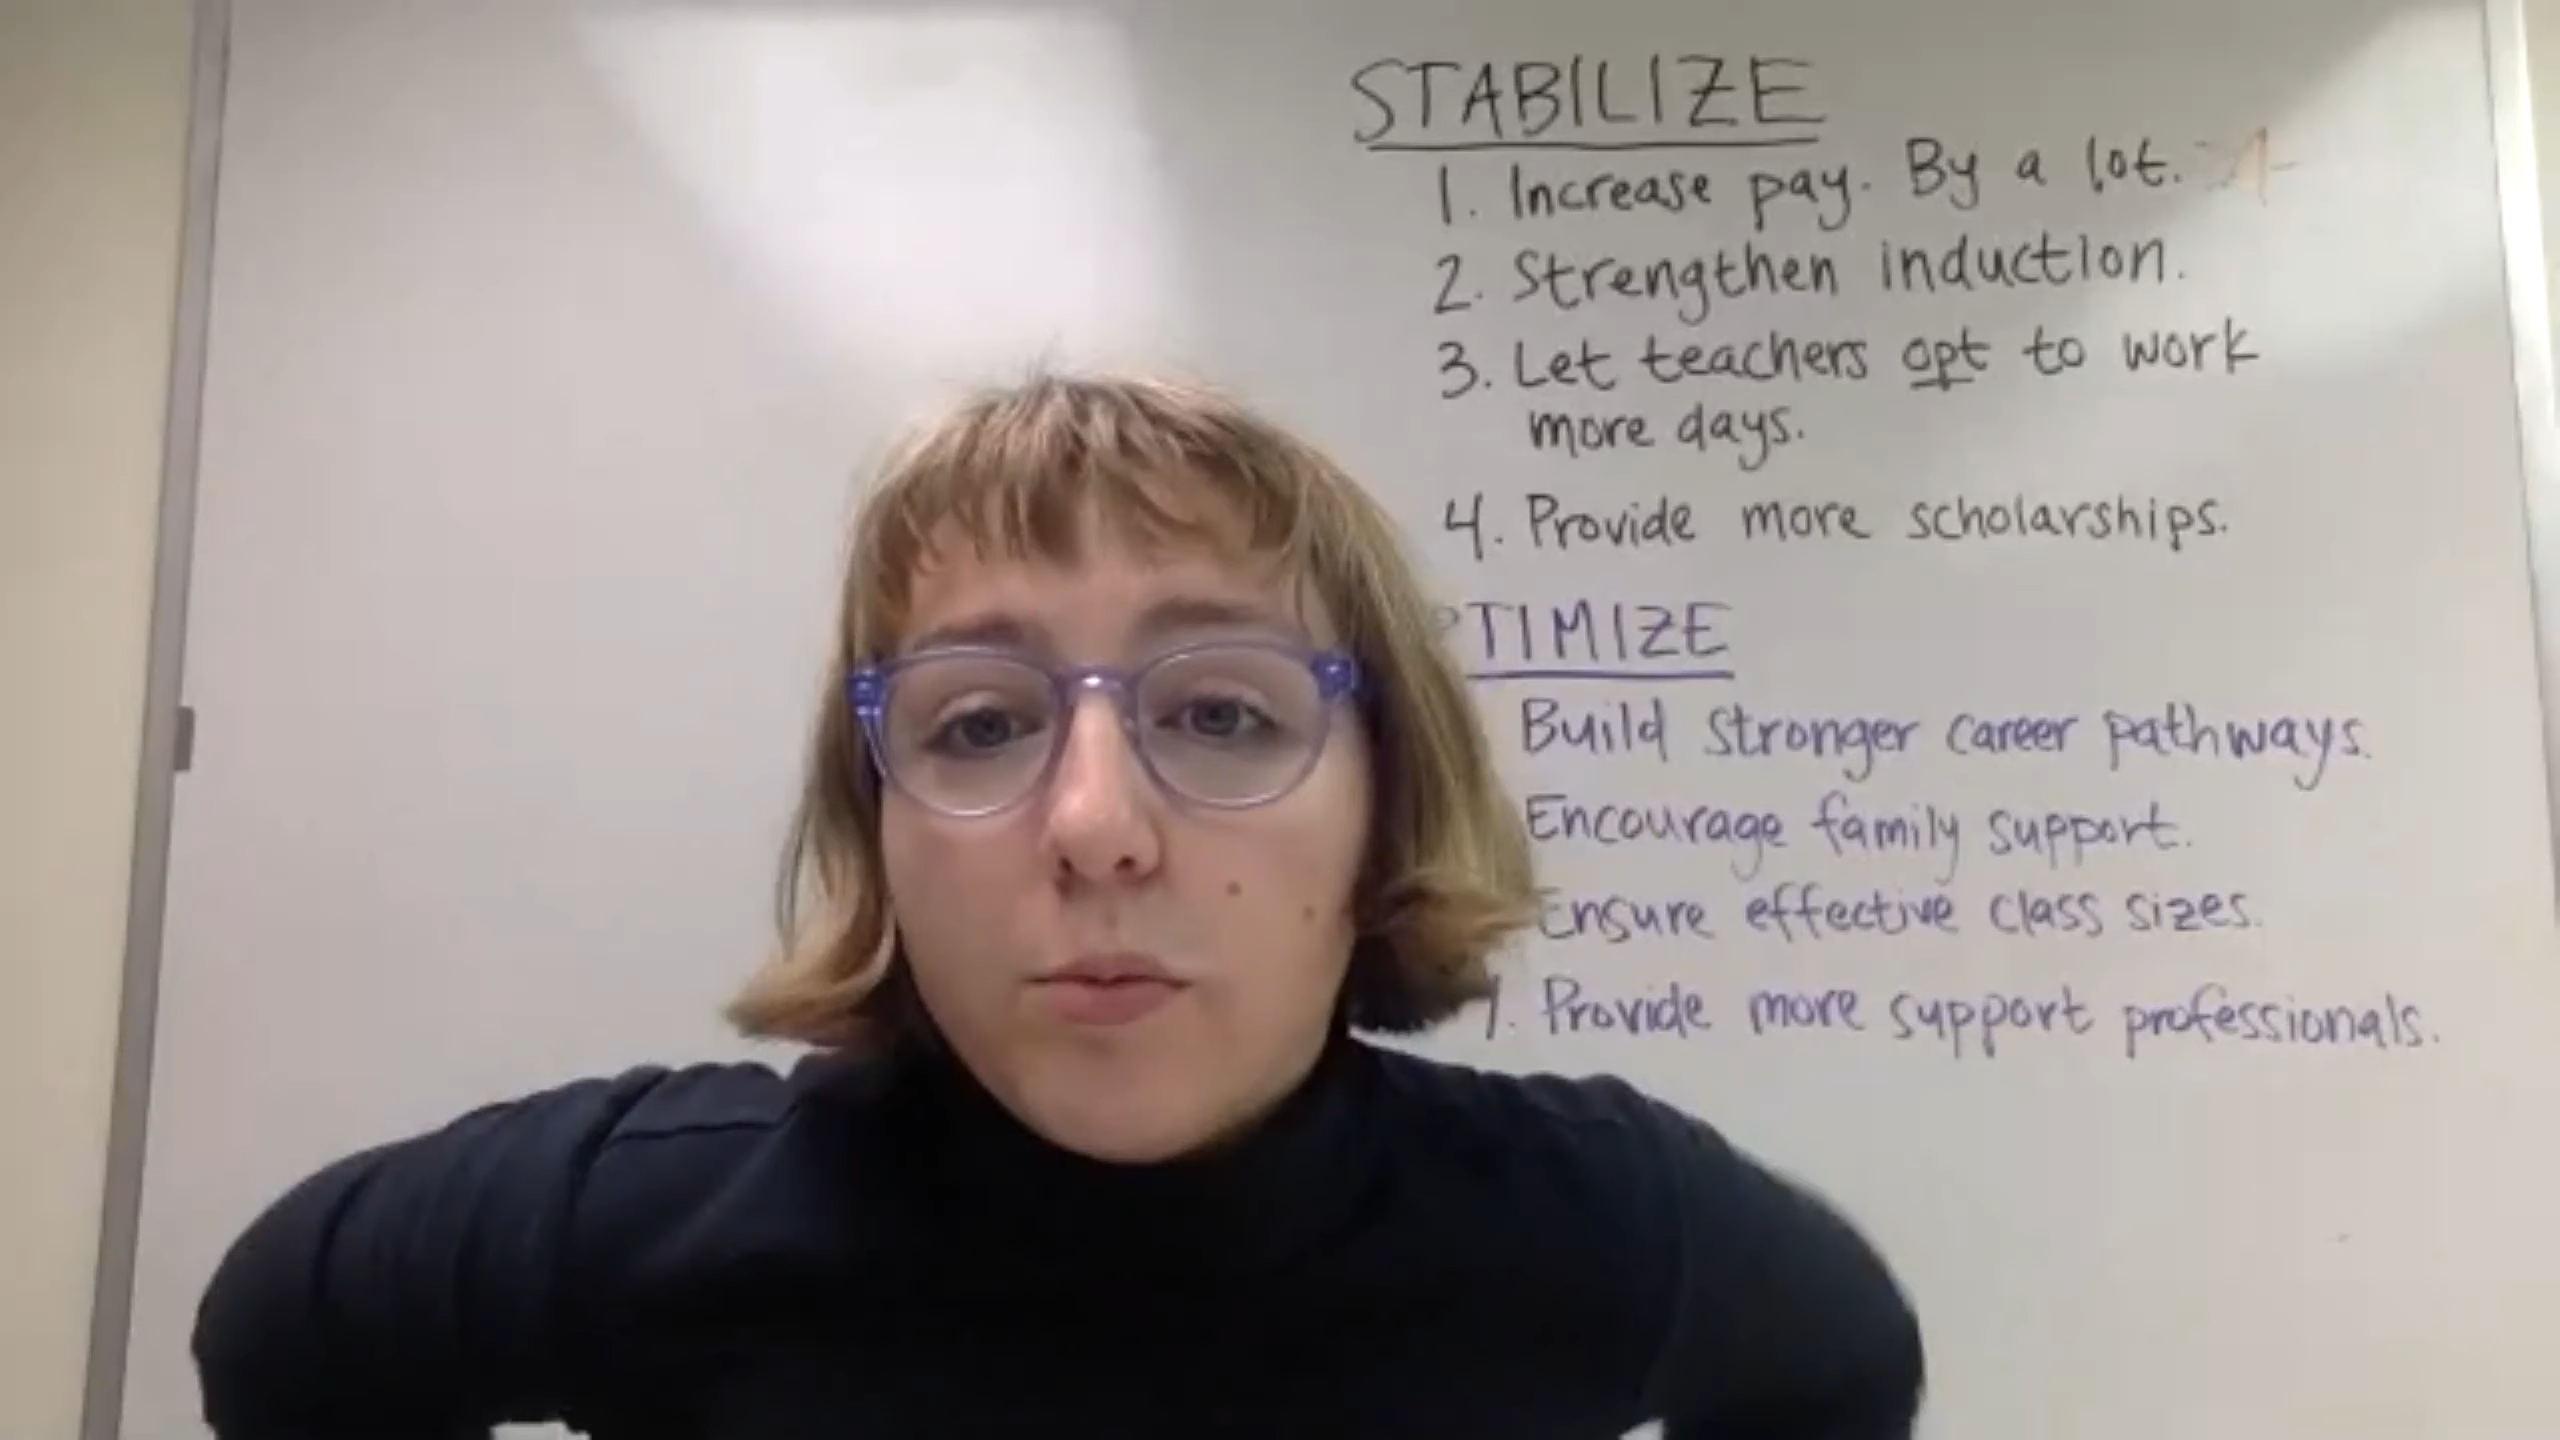 STABILIZE
1. Increase pay. By a lot.
2. Strengthen induction.
3. Let teachers opt to work
more days.
4. Provide more scholarships.
TIMIZE
Build stronger career pathways.
Encourage family support.
Ensure effective class sizes.
Provide more support professionals.